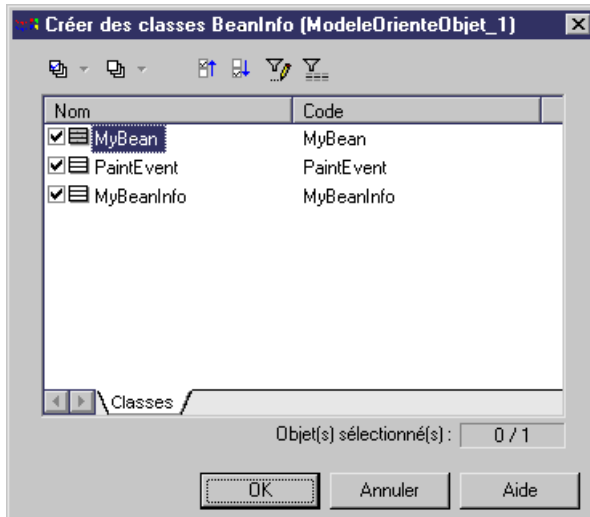 Créer des classes BeanInfo (ModeleOrienteObjet_1)
Nom Code
MyBean MyBean
PaintEvent PaintEvent
MyBeanInfo MyBeanInfo
Classes
Objet(s) sélectionné(s) : 0 / 1
OK Annuler Aide